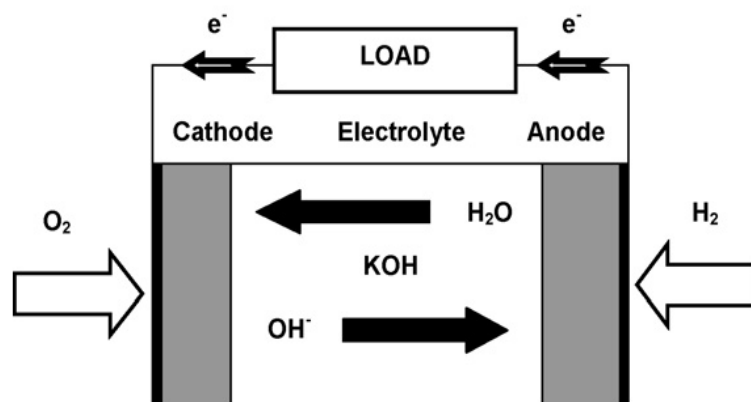 e⁻ e⁻
LOAD
Cathode Electrolyte Anode
O₂ H₂O H₂
KOH
OH⁻